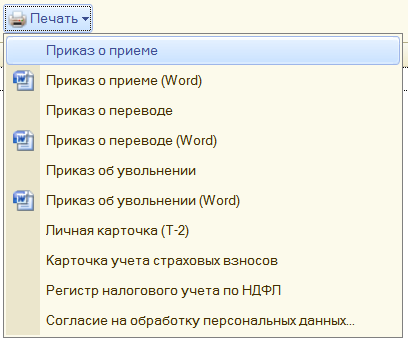 Печать
Приказ о приеме
Приказ о приеме (Word)
Приказ о переводе
Приказ о переводе (Word)
Приказ об увольнении
Приказ об увольнении (Word)
Личная карточка (Т-2)
Карточка учета страховых взносов
Регистр налогового учета по НДФЛ
Согласие на обработку персональных данных...